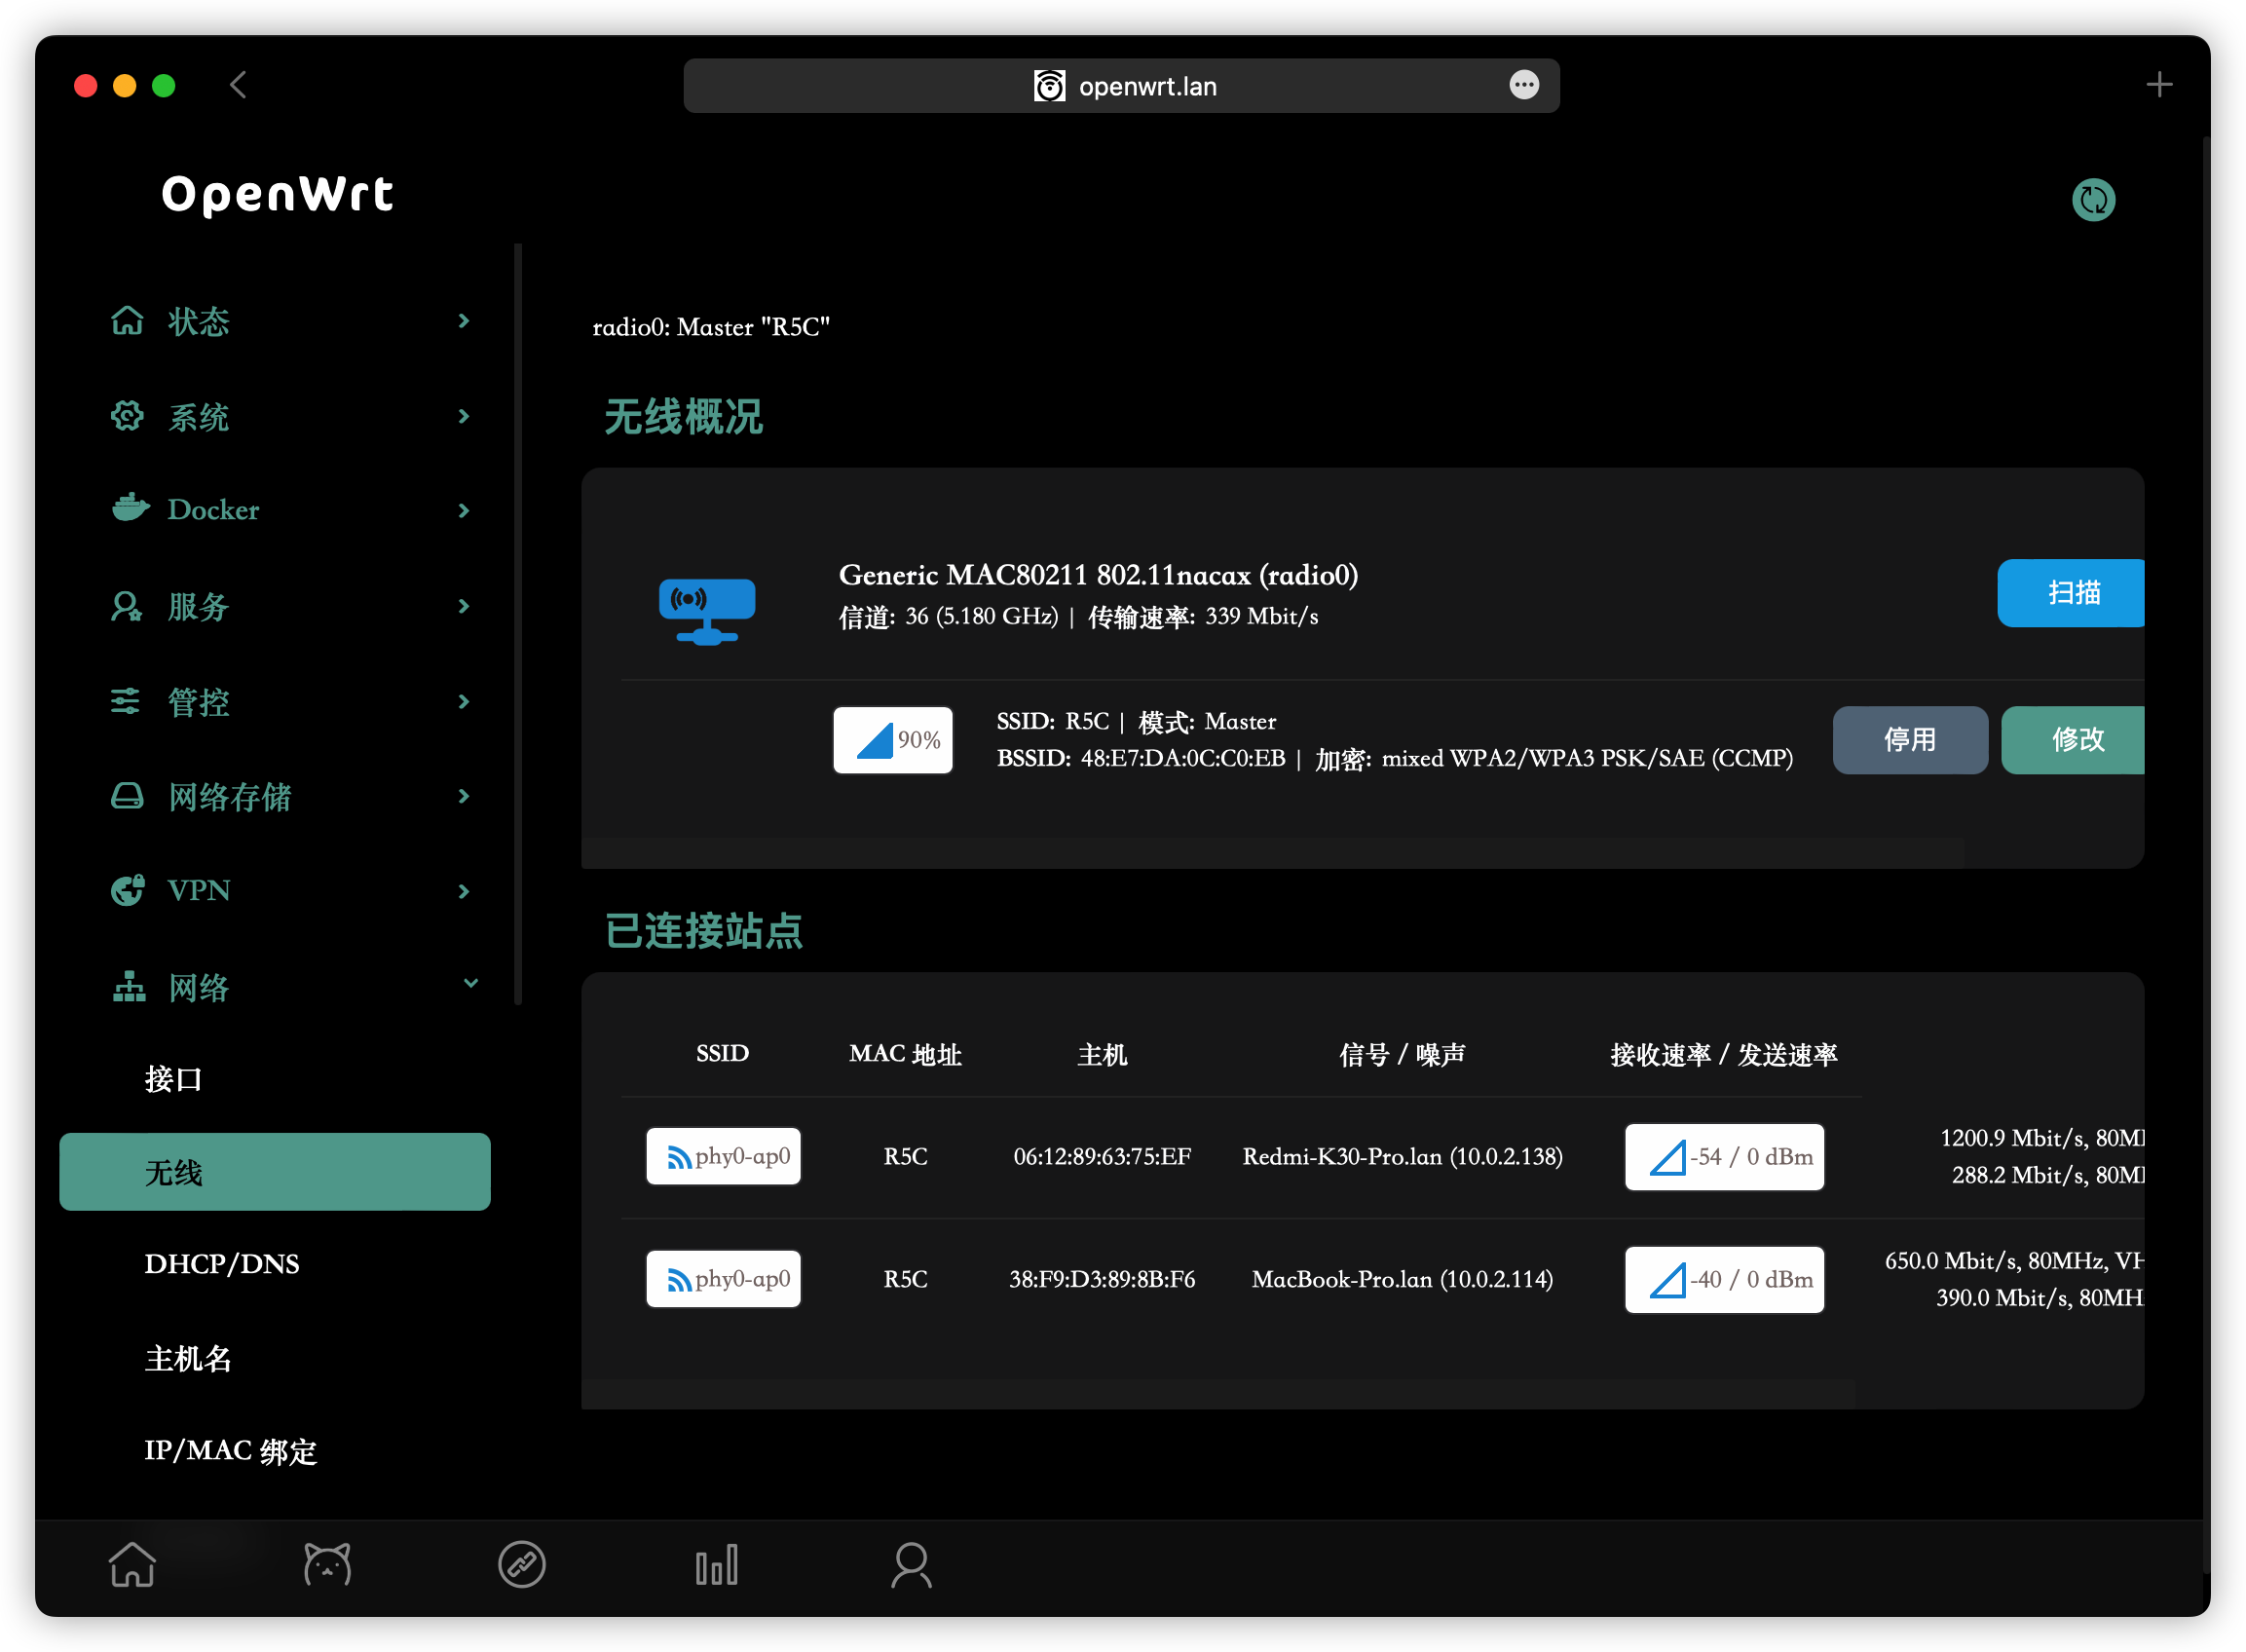 openwrt.lan
OpenWrt
状态
系统
Docker
服务
管控
网络存储
VPN
网络
接口
无线
DHCP/DNS
主机名
IP/MAC 绑定
radio0: Master "R5C"
无线概况
Generic MAC80211 802.11nacax (radio0)
信道: 36 (5.180 GHz) | 传输速率: 339 Mbit/s
扫描
90%
SSID: R5C | 模式: Master
BSSID: 48:E7:DA:0C:C0:EB | 加密: mixed WPA2/WPA3 PSK/SAE (CCMP)
停用
修改
已连接站点
SSID MAC 地址 主机 信号 / 噪声 接收速率 / 发送速率
phy0-ap0 R5C 06:12:89:63:75:EF Redmi-K30-Pro.lan (10.0.2.138) -54 / 0 dBm
1200.9 Mbit/s,
288.2 Mbit/s,
phy0-ap0 R5C 38:F9:D3:89:8B:F6 MacBook-Pro.lan (10.0.2.114) -40 / 0 dBm
650.0 Mbit/s, 80MHz,
390.0 Mbit/s,